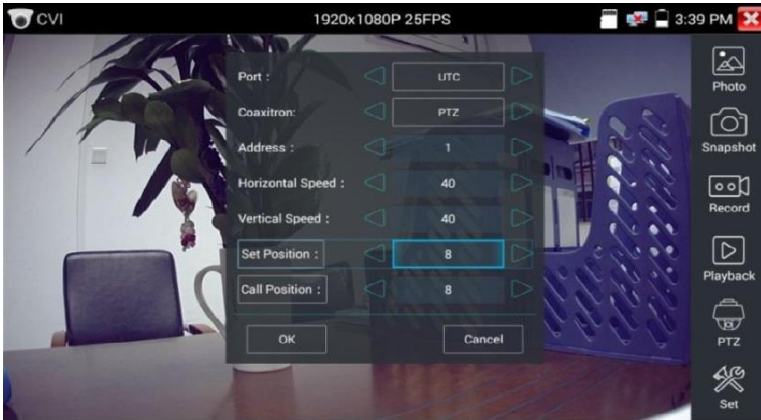 CVI 1920x1080P 25FPS 3:39 PM
Port : UTC
Coaxitron: PTZ
Address : 1
Horizontal Speed : 40
Vertical Speed : 40
Set Position : 8
Call Position : 8
OK Cancel
Photo
Snapshot
Record
Playback
PTZ
Set